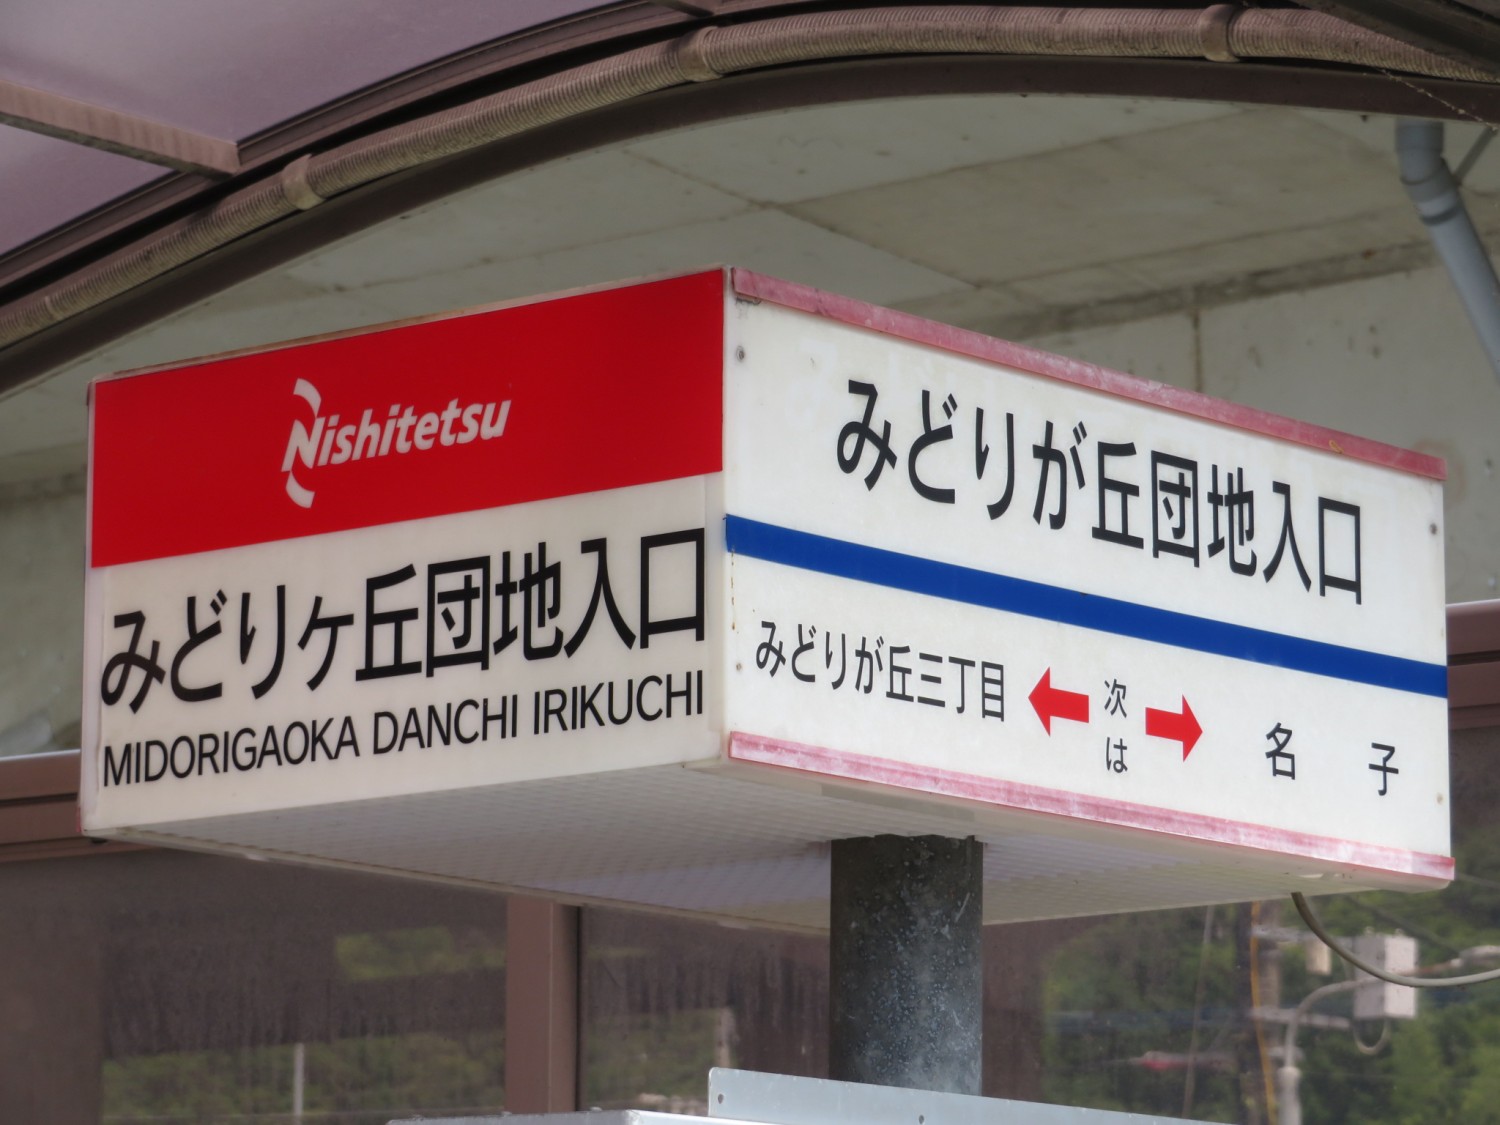 Nishitetsu
みどりヶ丘団地入口
MIDORIGAOKA DANCHI IRIKUCHI
みどりが丘団地入口
みどりが丘三丁目 ← 次は → 名子